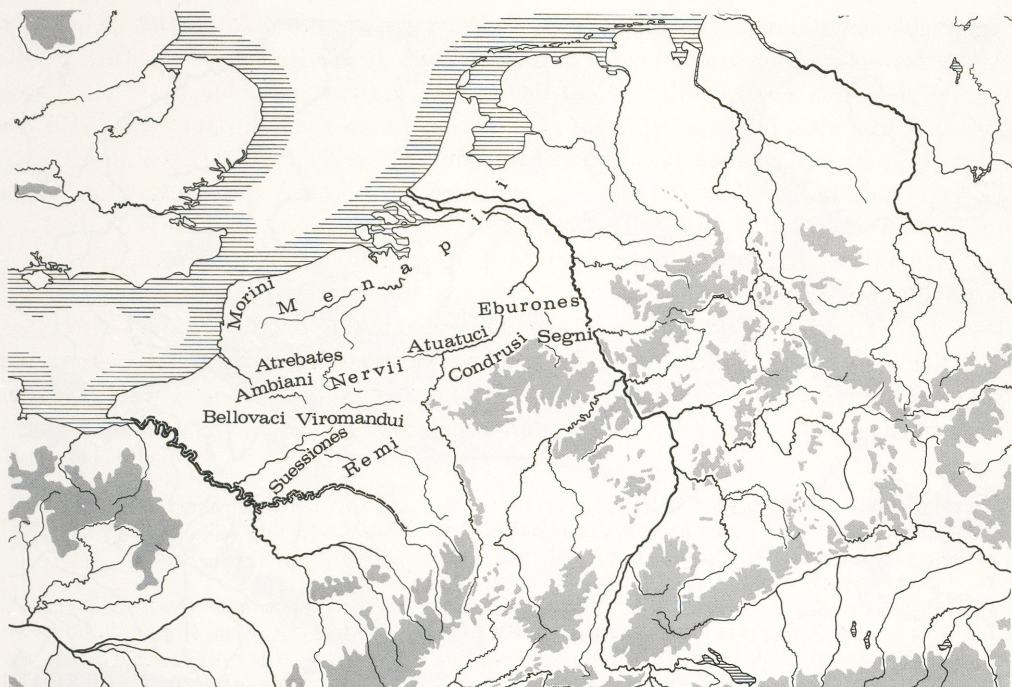 Menapii
Morini
Eburones
Atuatuci
Segni
Condrusi
Atrebates
Nervii
Ambiani
Bellovaci
Viromandui
Suessiones
Remi